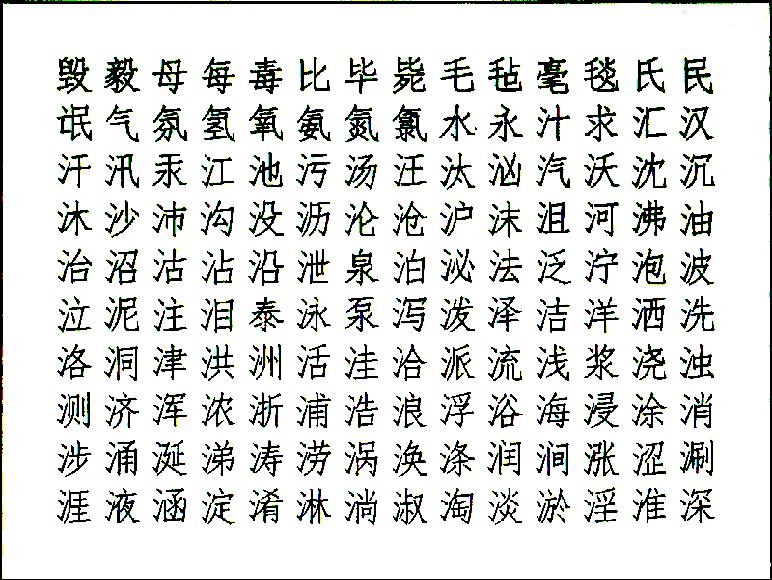 毁毅母每毒比毕毙毛毡毫毯氏民
氓气氛氢氧氨氮氯水永汁求汇汉
汗汛汞江池污汤汪汰汹汽沃沈沉
沐沙沛沟没沥沦沧沪沫沮河沸油
治沼沽沾沿泄泉泊泌法泛泞泡波
泣泥注泪泰泳泵泻泼泽洁洋洒洗
洛洞津洪洲活洼洽派流浅浆浇浊
测济浑浓浙浦浩浪浮浴海浸涂消
涉涌涎涕涛涝涡涣涤润涧涨涩涮
涯液涵淀淆淋淌淑淘淡淤淫淮深